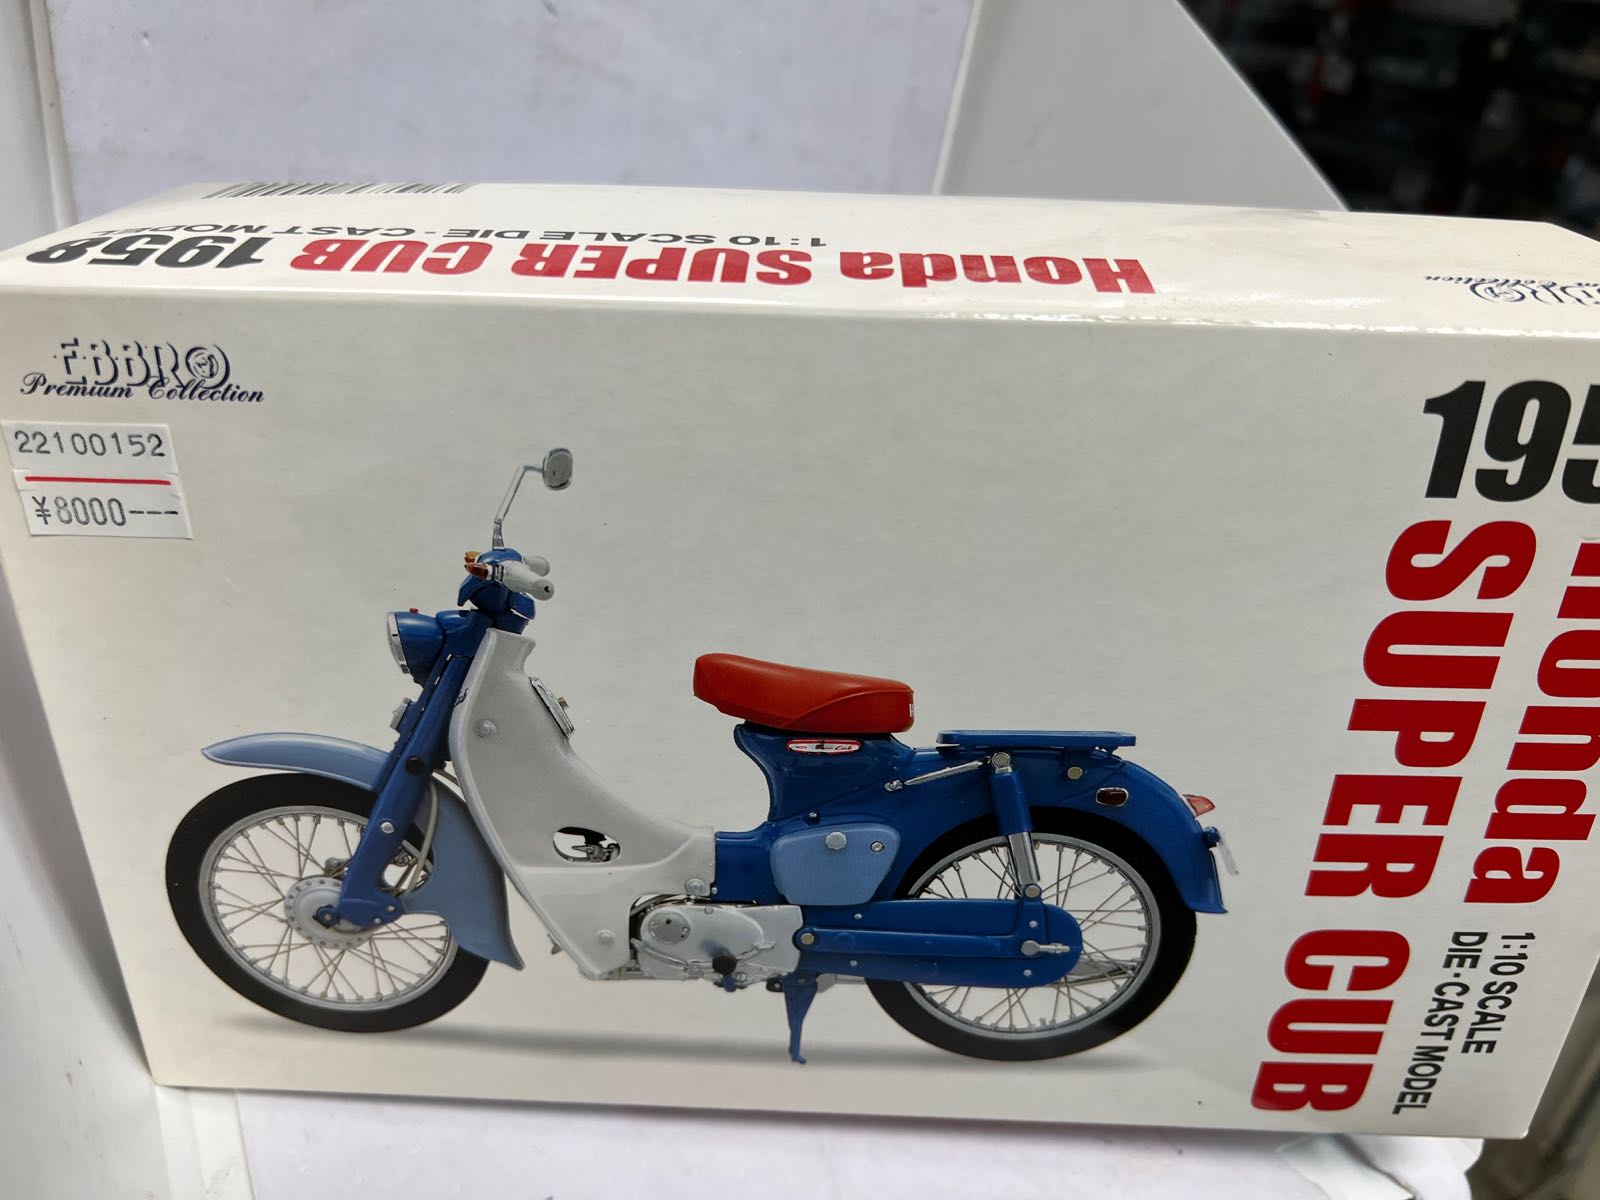 Honda SUPER CUB 1958
1:10 SCALE DIE-CAST MODEL
EBBRO
Premium Collection
22100152
¥8000---
195
Honda
SUPER CUB
1:10 SCALE
DIE-CAST MODEL
Cub